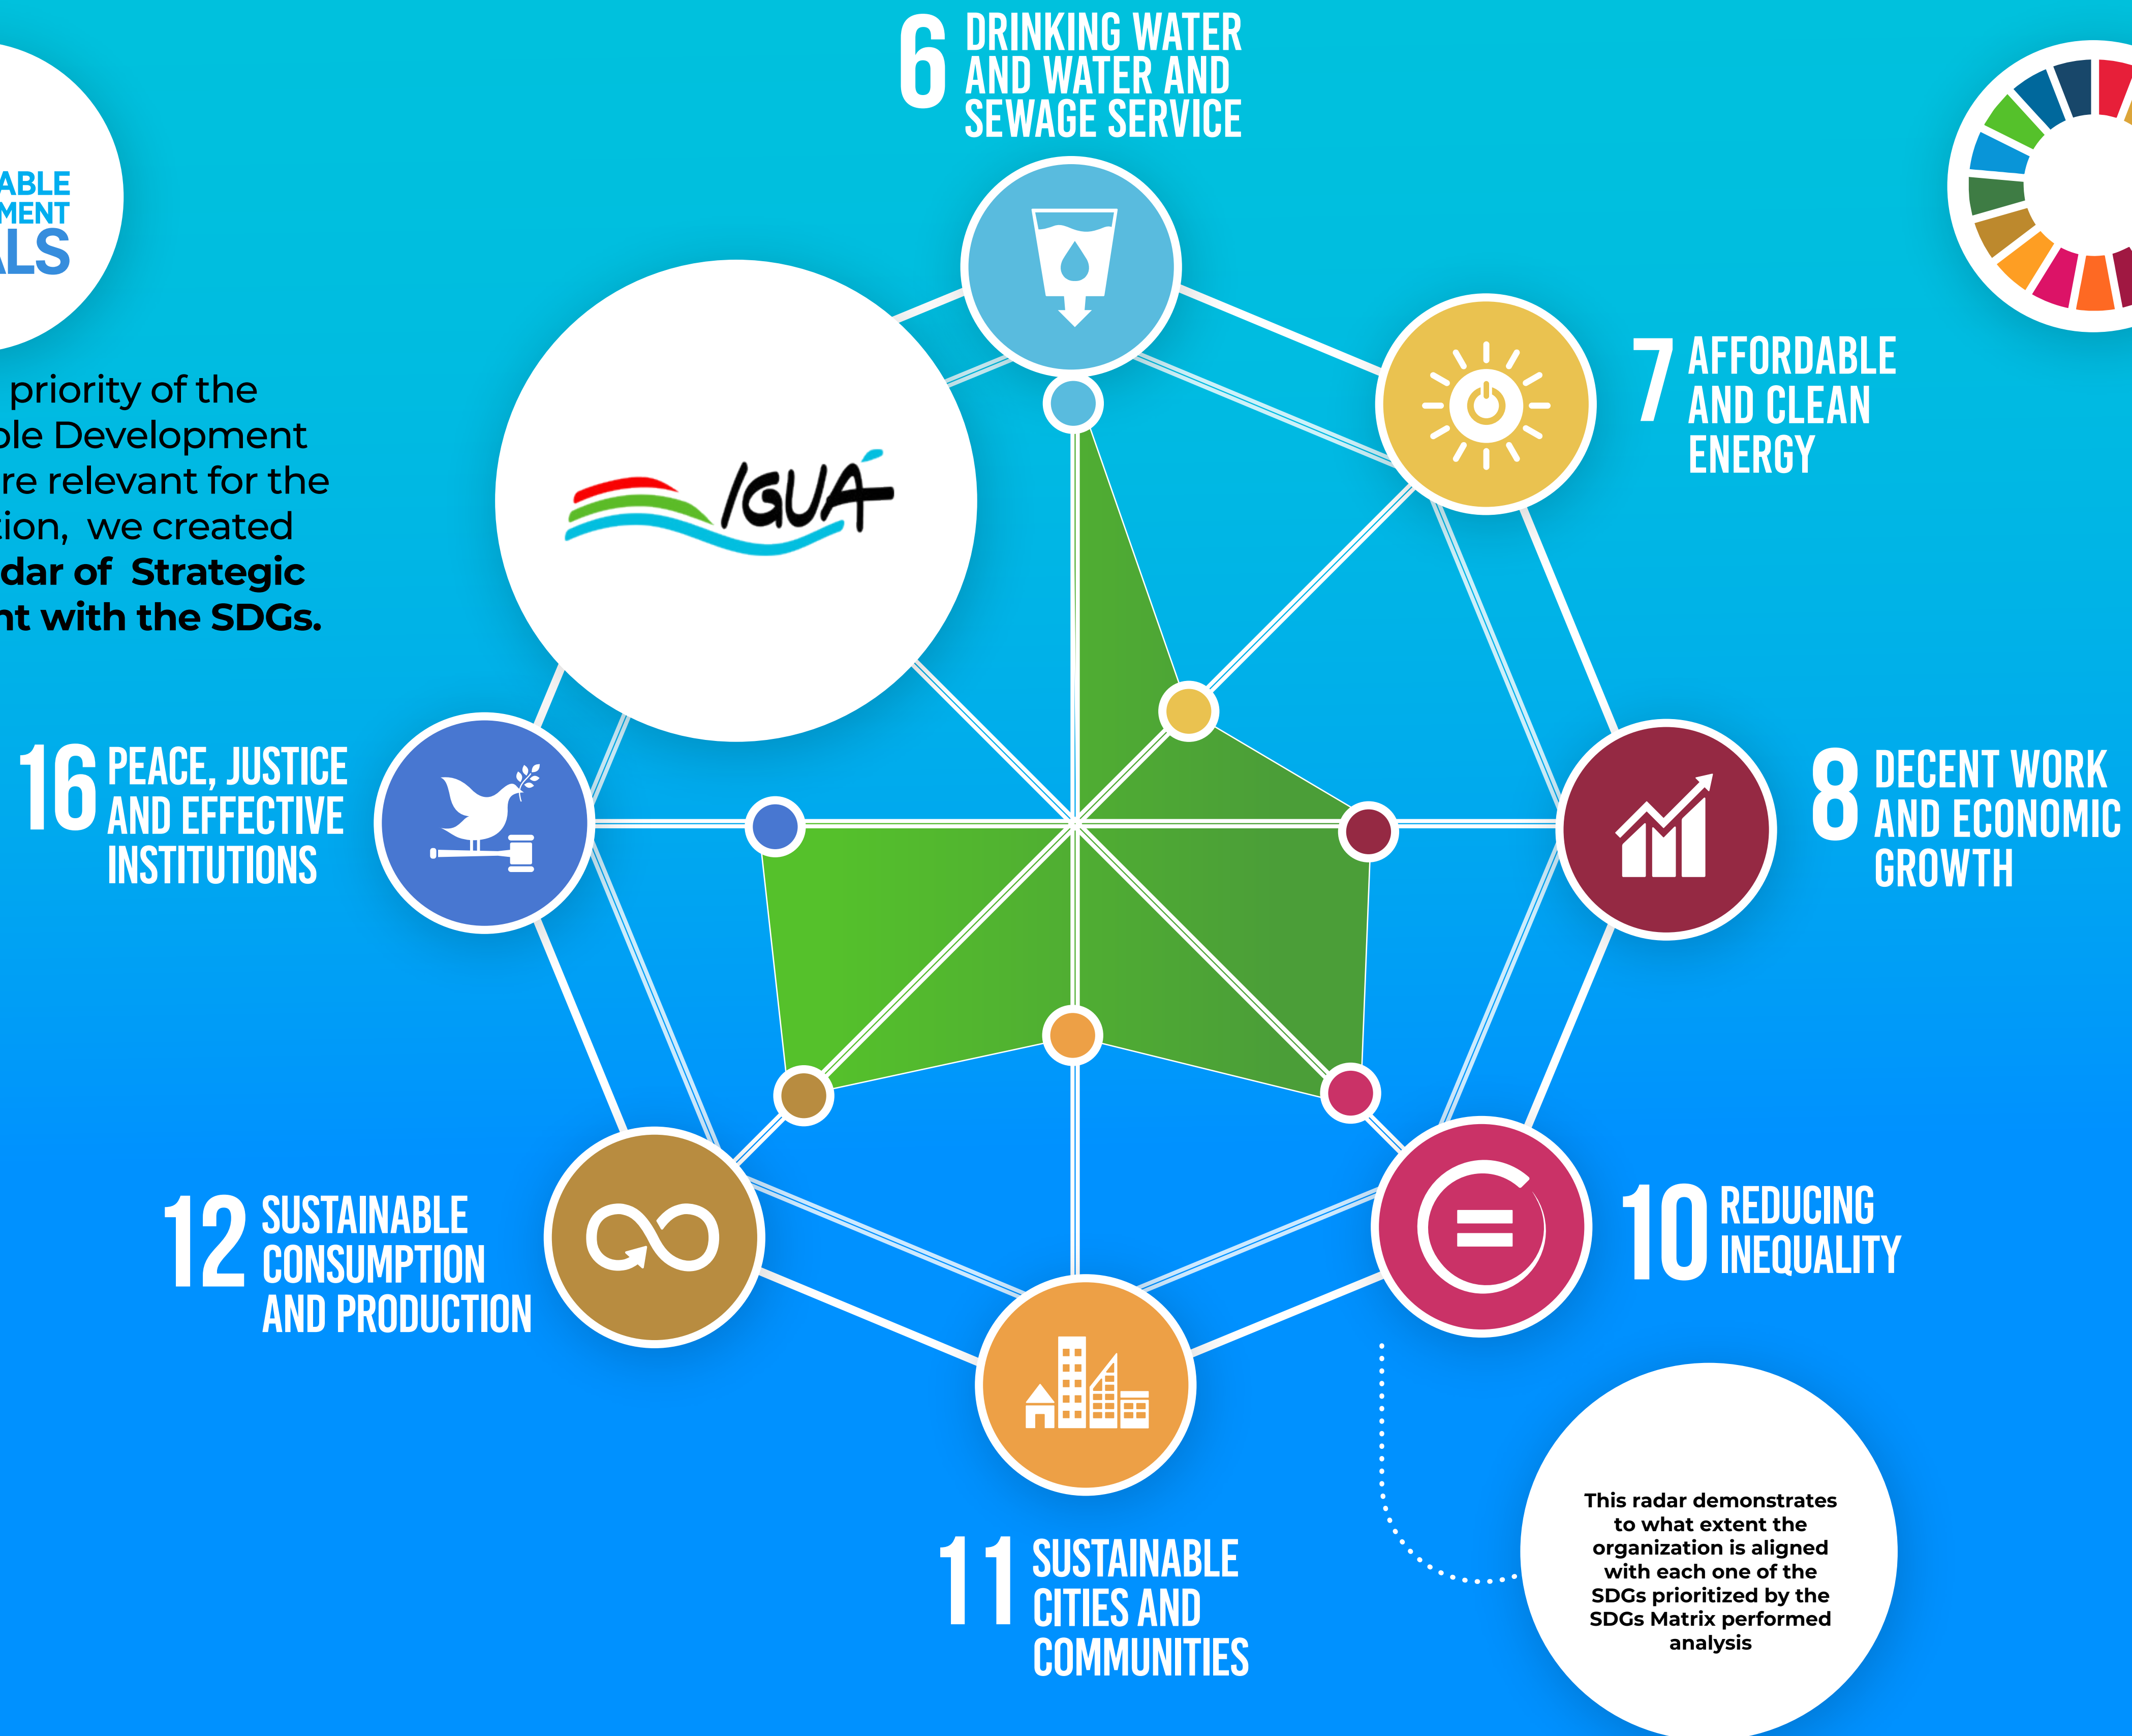 6 DRINKING WATER
AND WATER AND
SEWAGE SERVICE
ABLE
MENT
ALS
priority of the
ble Development
re relevant for the
tion, we created
dar of Strategic
nt with the SDGs.
IGUÁ
7 AFFORDABLE
AND CLEAN
ENERGY
16 PEACE, JUSTICE
AND EFFECTIVE
INSTITUTIONS
8 DECENT WORK
AND ECONOMIC
GROWTH
12 SUSTAINABLE
CONSUMPTION
AND PRODUCTION
10 REDUCING
INEQUALITY
11 SUSTAINABLE
CITIES AND
COMMUNITIES
This radar demonstrates
to what extent the
organization is aligned
with each one of the
SDGs prioritized by the
SDGs Matrix performed
analysis